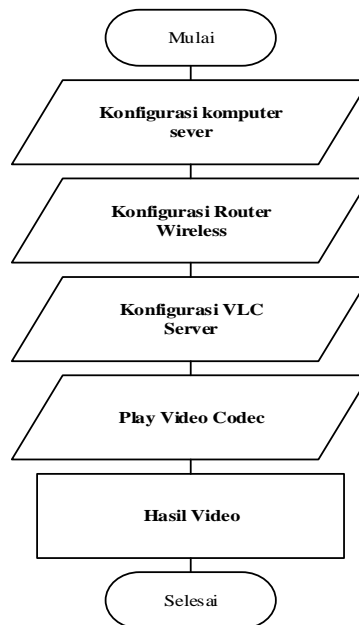 Mulai
Konfigurasi komputer
sever
Konfigurasi Router
Wireless
Konfigurasi VLC
Server
Play Video Codec
Hasil Video
Selesai